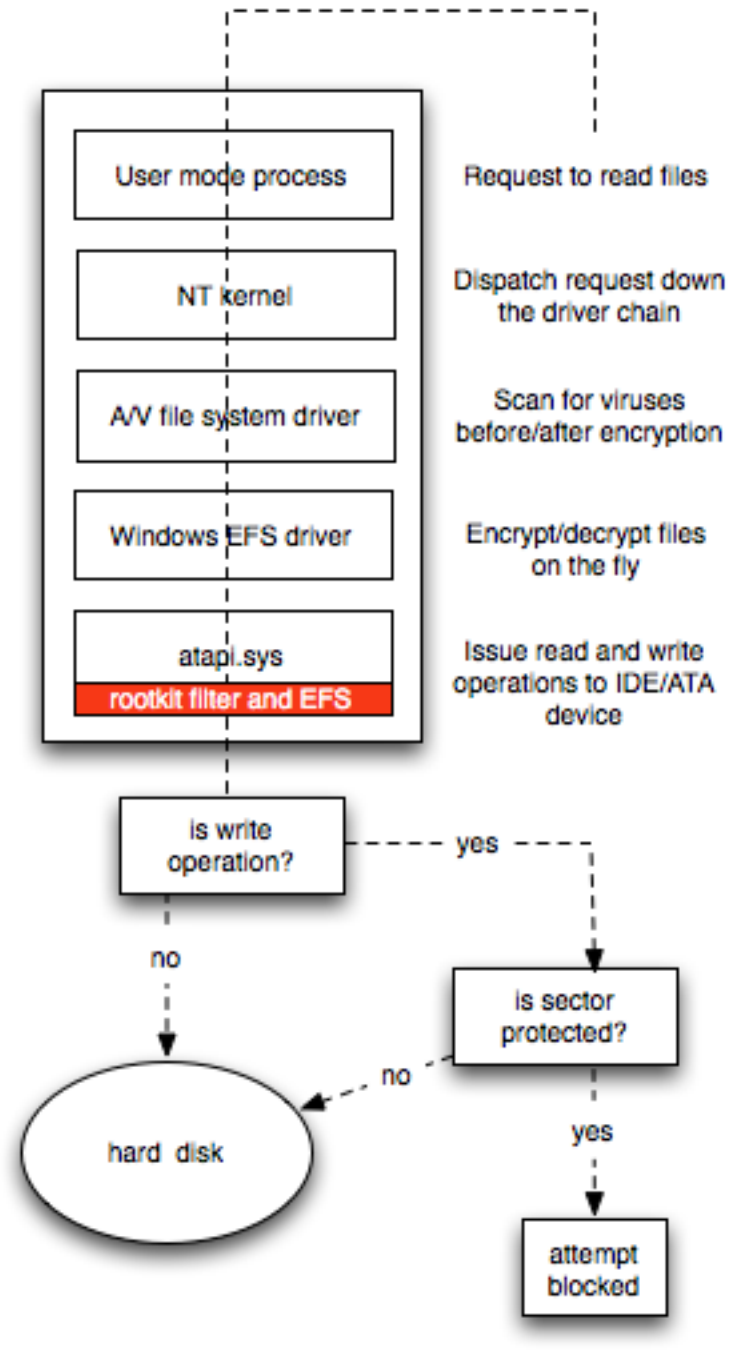 User mode process
Request to read files
NT kernel
Dispatch request down
the driver chain
A/V file system driver
Scan for viruses
before/after encryption
Windows EFS driver
Encrypt/decrypt files
on the fly
atapi.sys
rootkit filter and EFS
Issue read and write
operations to IDE/ATA
device
is write
operation?
yes
no
is sector
protected?
no
yes
hard disk
attempt
blocked